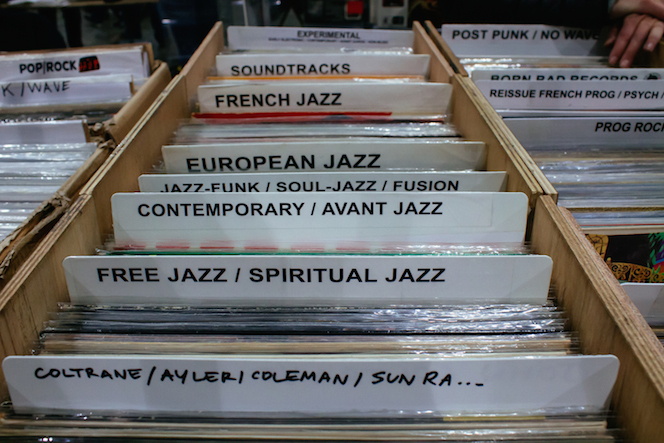 POP/ROCK
K/WAVE
EXPERIMENTAL
SOUNDTRACKS
FRENCH JAZZ
EUROPEAN JAZZ
JAZZ-FUNK / SOUL-JAZZ / FUSION
CONTEMPORARY / AVANT JAZZ
FREE JAZZ / SPIRITUAL JAZZ
COLTRANE/AYLER/COLEMAN/SUN RA...
POST PUNK / NO WAVE
BORN BAD RECORDS
REISSUE FRENCH PROG / PSYCH /
PROG ROC